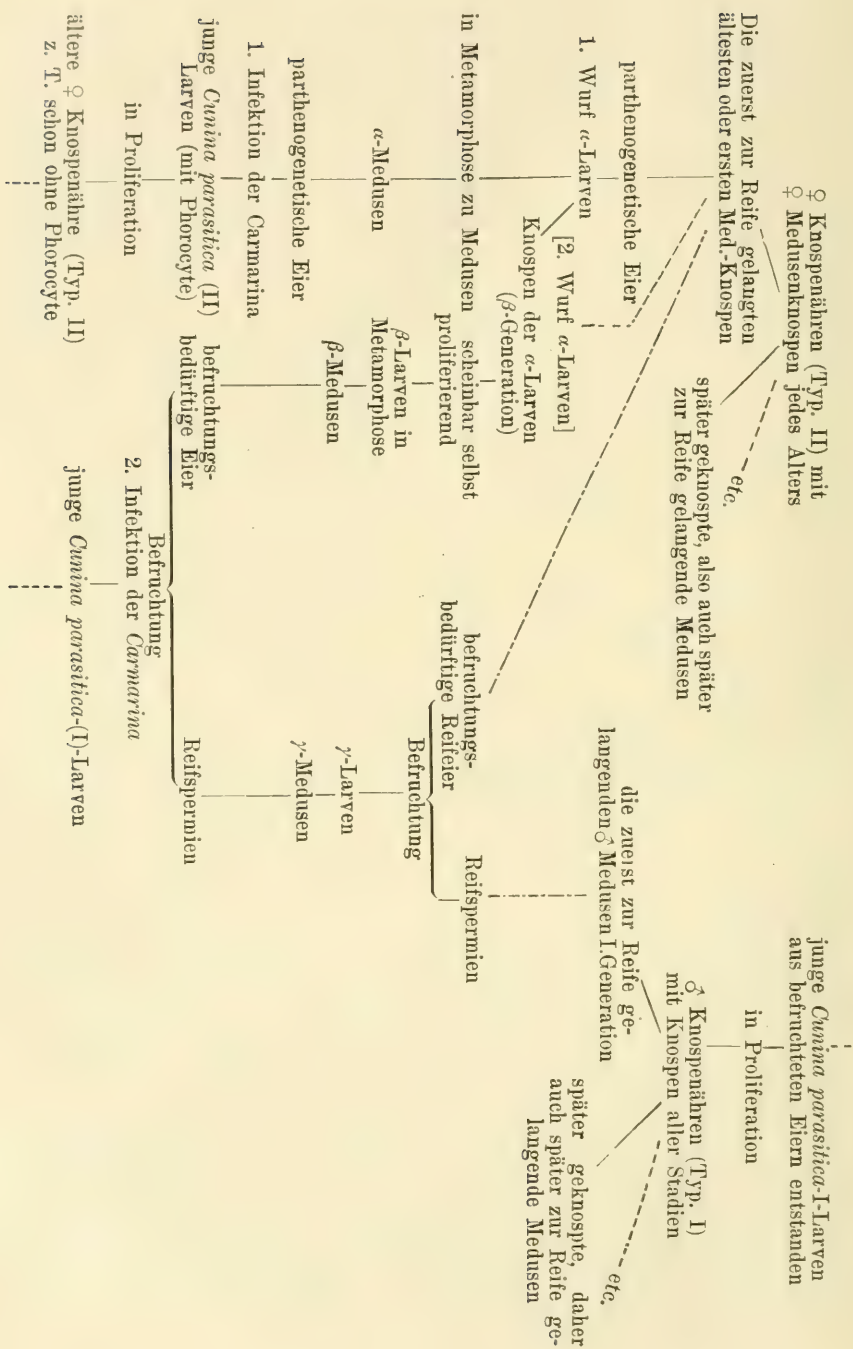 ♀ Knospenähren (Typ. II) mit
♀ Medusenknospen jedes Alters
Die zuerst zur Reife gelangten
ältesten oder ersten Med.-Knospen
etc.
später geknospte, also auch später
zur Reife gelangende Medusen
parthenogenetische Eier
1. Wurf α-Larven
[2. Wurf α-Larven]
Knospen der α-Larven
(β-Generation)
in Metamorphose zu Medusen
scheinbar selbst
proliferierend
α-Medusen
β-Larven in
Metamorphose
parthenogenetische Eier
β-Medusen
1. Infektion der Carmarina
befruchtungs-
bedürftige Eier
junge Cunina parasitica (II)
Larven (mit Phorocyte)
in Proliferation
ältere ♀ Knospenähre (Typ. II)
z. T. schon ohne Phorocyte
junge Cunina parasitica-I-Larven
aus befruchteten Eiern entstanden
in Proliferation
♂ Knospenähren (Typ. I)
mit Knospen aller Stadien
etc.
die zuerst zur Reife ge-
langenden ♂ Medusen I. Generation
später geknospte, daher
auch später zur Reife ge-
langende Medusen
befruchtungs-
bedürftige Reifeier
Reifspermien
Befruchtung
γ-Larven
γ-Medusen
Reifspermien
Befruchtung
2. Infektion der Carmarina
junge Cunina parasitica-(I)-Larven